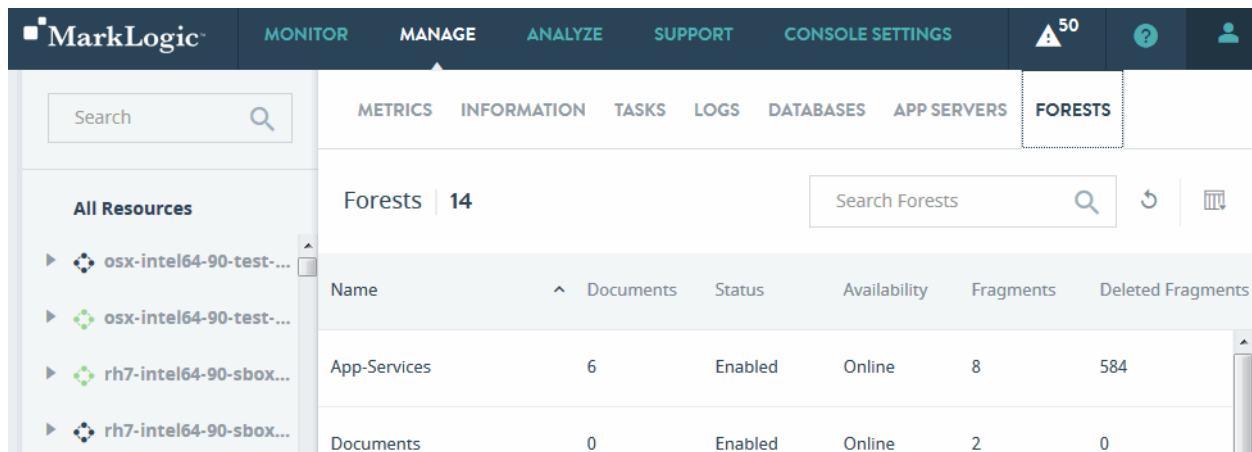 MarkLogic
MONITOR MANAGE ANALYZE SUPPORT CONSOLE SETTINGS 50 ?
Search
METRICS INFORMATION TASKS LOGS DATABASES APP SERVERS FORESTS
Forests 14
Search Forests
All Resources
osx-intel64-90-test-...
osx-intel64-90-test-...
rh7-intel64-90-sbox...
rh7-intel64-90-sbox...
Name Documents Status Availability Fragments Deleted Fragments
App-Services 6 Enabled Online 8 584
Documents 0 Enabled Online 2 0